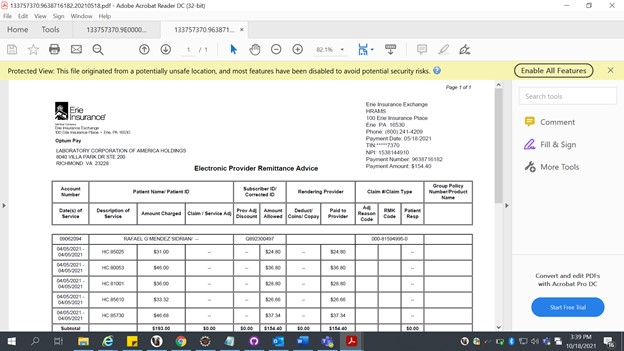 133757370.9638716182.20210518.pdf - Adobe Acrobat Reader DC (32-bit)
File Edit View Sign Window Help
Home Tools 133757370.9E0000... 133757370.963871... ×
1 / 1 82.1%
Protected View: This file originated from a potentially unsafe location, and most features have been disabled to avoid potential security risks. Enable All Features
Page 1 of 1
Erie Insurance®
Erie Insurance Exchange
100 Erie Insurance Place - Erie, PA 16530
Optum Pay
LABORATORY CORPORATION OF AMERICA HOLDINGS
8040 VILLA PARK DR STE 200
RICHMOND VA 23228
Erie Insurance Exchange
HRAMS
100 Erie Insurance Place
Erie PA 16530
Phone: (800) 241-4209
Payment Date: 05/18/2021
TIN:*****7370
NPI: 1538144910
Payment Number: 9638716182
Payment Amount: $154.40
Electronic Provider Remittance Advice
Account Number Patient Name/ Patient ID Subscriber ID/ Corrected ID Rendering Provider Claim #/Claim Type Group Policy Number/Product Name
Date(s) of Service Description of Service Amount Charged Claim / Service Adj Prov Adj Discount Amount Allowed Deduct/ Coins/ Copay Paid to Provider Adj Reason Code RMK Code Patient Resp
09062094 RAFAEL G MENDEZ SIERIAN/ --
04/05/2021 - 04/05/2021 HC:85025 $31.00 -- -- $24.80 -- $24.80 --
04/05/2021 - 04/05/2021 HC:80053 $46.00 -- -- $36.80 -- $36.80 --
04/05/2021 - 04/05/2021 HC:81001 $36.00 -- -- $28.80 -- $28.80 --
04/05/2021 - 04/05/2021 HC:85610 $33.32 -- -- $26.66 -- $26.66 --
04/05/2021 - 04/05/2021 HC:85730 $46.68 -- -- $37.34 -- $37.34 --
Subtotal $193.00 $0.00 $0.00 $154.40 $0.00 $154.40 $0.00
Search tools
Comment
Fill & Sign
More Tools
Convert and edit PDFs
with Acrobat Pro DC
Start Free Trial
3:39 PM
10/18/2021